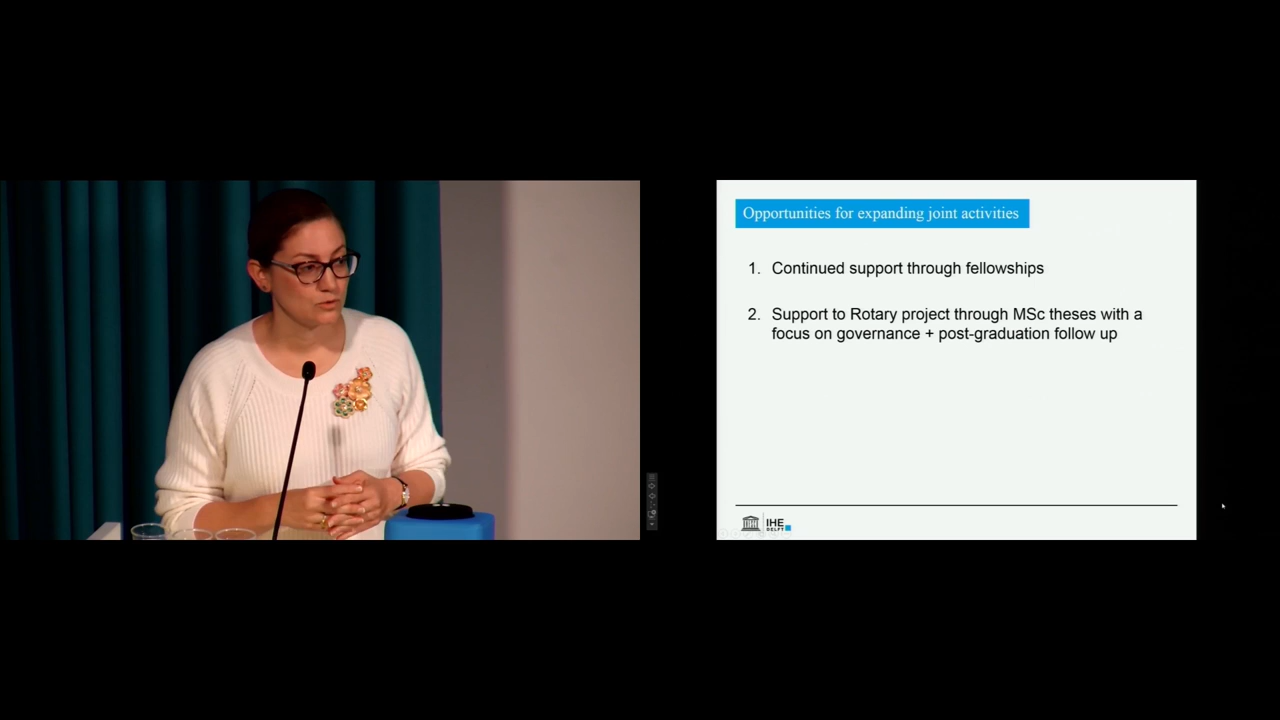 Opportunities for expanding joint activities
1. Continued support through fellowships
2. Support to Rotary project through MSc theses with a
focus on governance + post-graduation follow up
IHE
DELFT